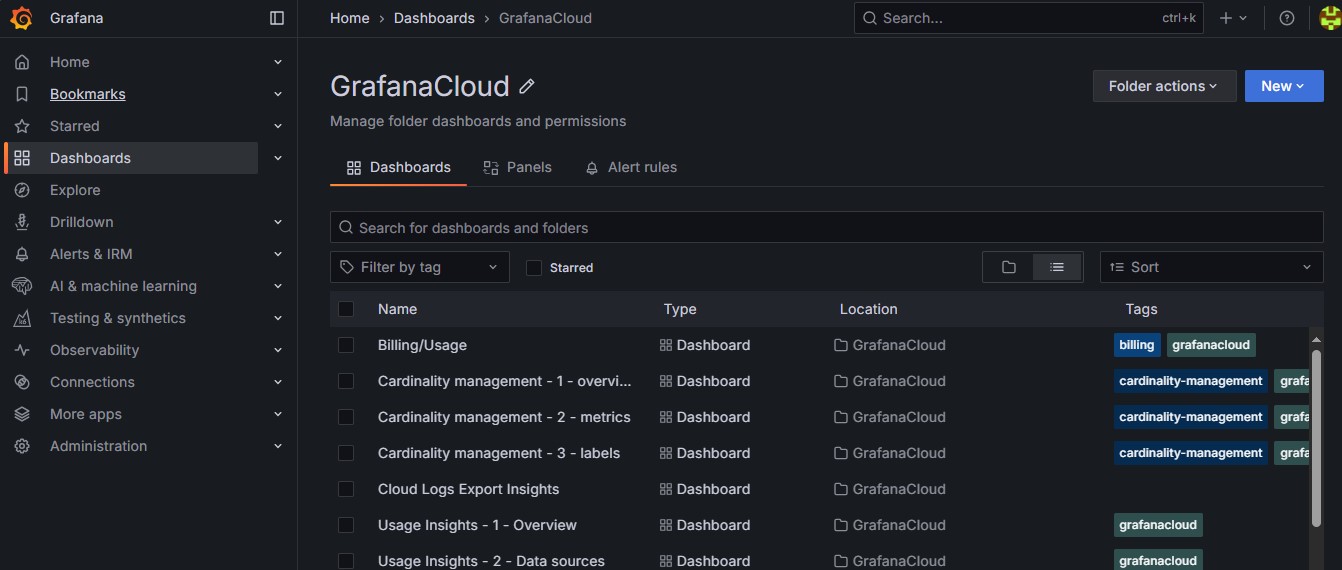 Grafana
Home › Dashboards › GrafanaCloud
Search... ctrl+k
Home
Bookmarks
Starred
Dashboards
Explore
Drilldown
Alerts & IRM
AI & machine learning
Testing & synthetics
Observability
Connections
More apps
Administration
GrafanaCloud
Folder actions
New
Manage folder dashboards and permissions
Dashboards Panels Alert rules
Search for dashboards and folders
Filter by tag Starred Sort
Name Type Location Tags
Billing/Usage Dashboard GrafanaCloud billing grafanacloud
Cardinality management - 1 - overvi... Dashboard GrafanaCloud cardinality-management grafa
Cardinality management - 2 - metrics Dashboard GrafanaCloud cardinality-management grafa
Cardinality management - 3 - labels Dashboard GrafanaCloud cardinality-management grafa
Cloud Logs Export Insights Dashboard GrafanaCloud
Usage Insights - 1 - Overview Dashboard GrafanaCloud grafanacloud
Usage Insights - 2 - Data sources Dashboard GrafanaCloud grafanacloud